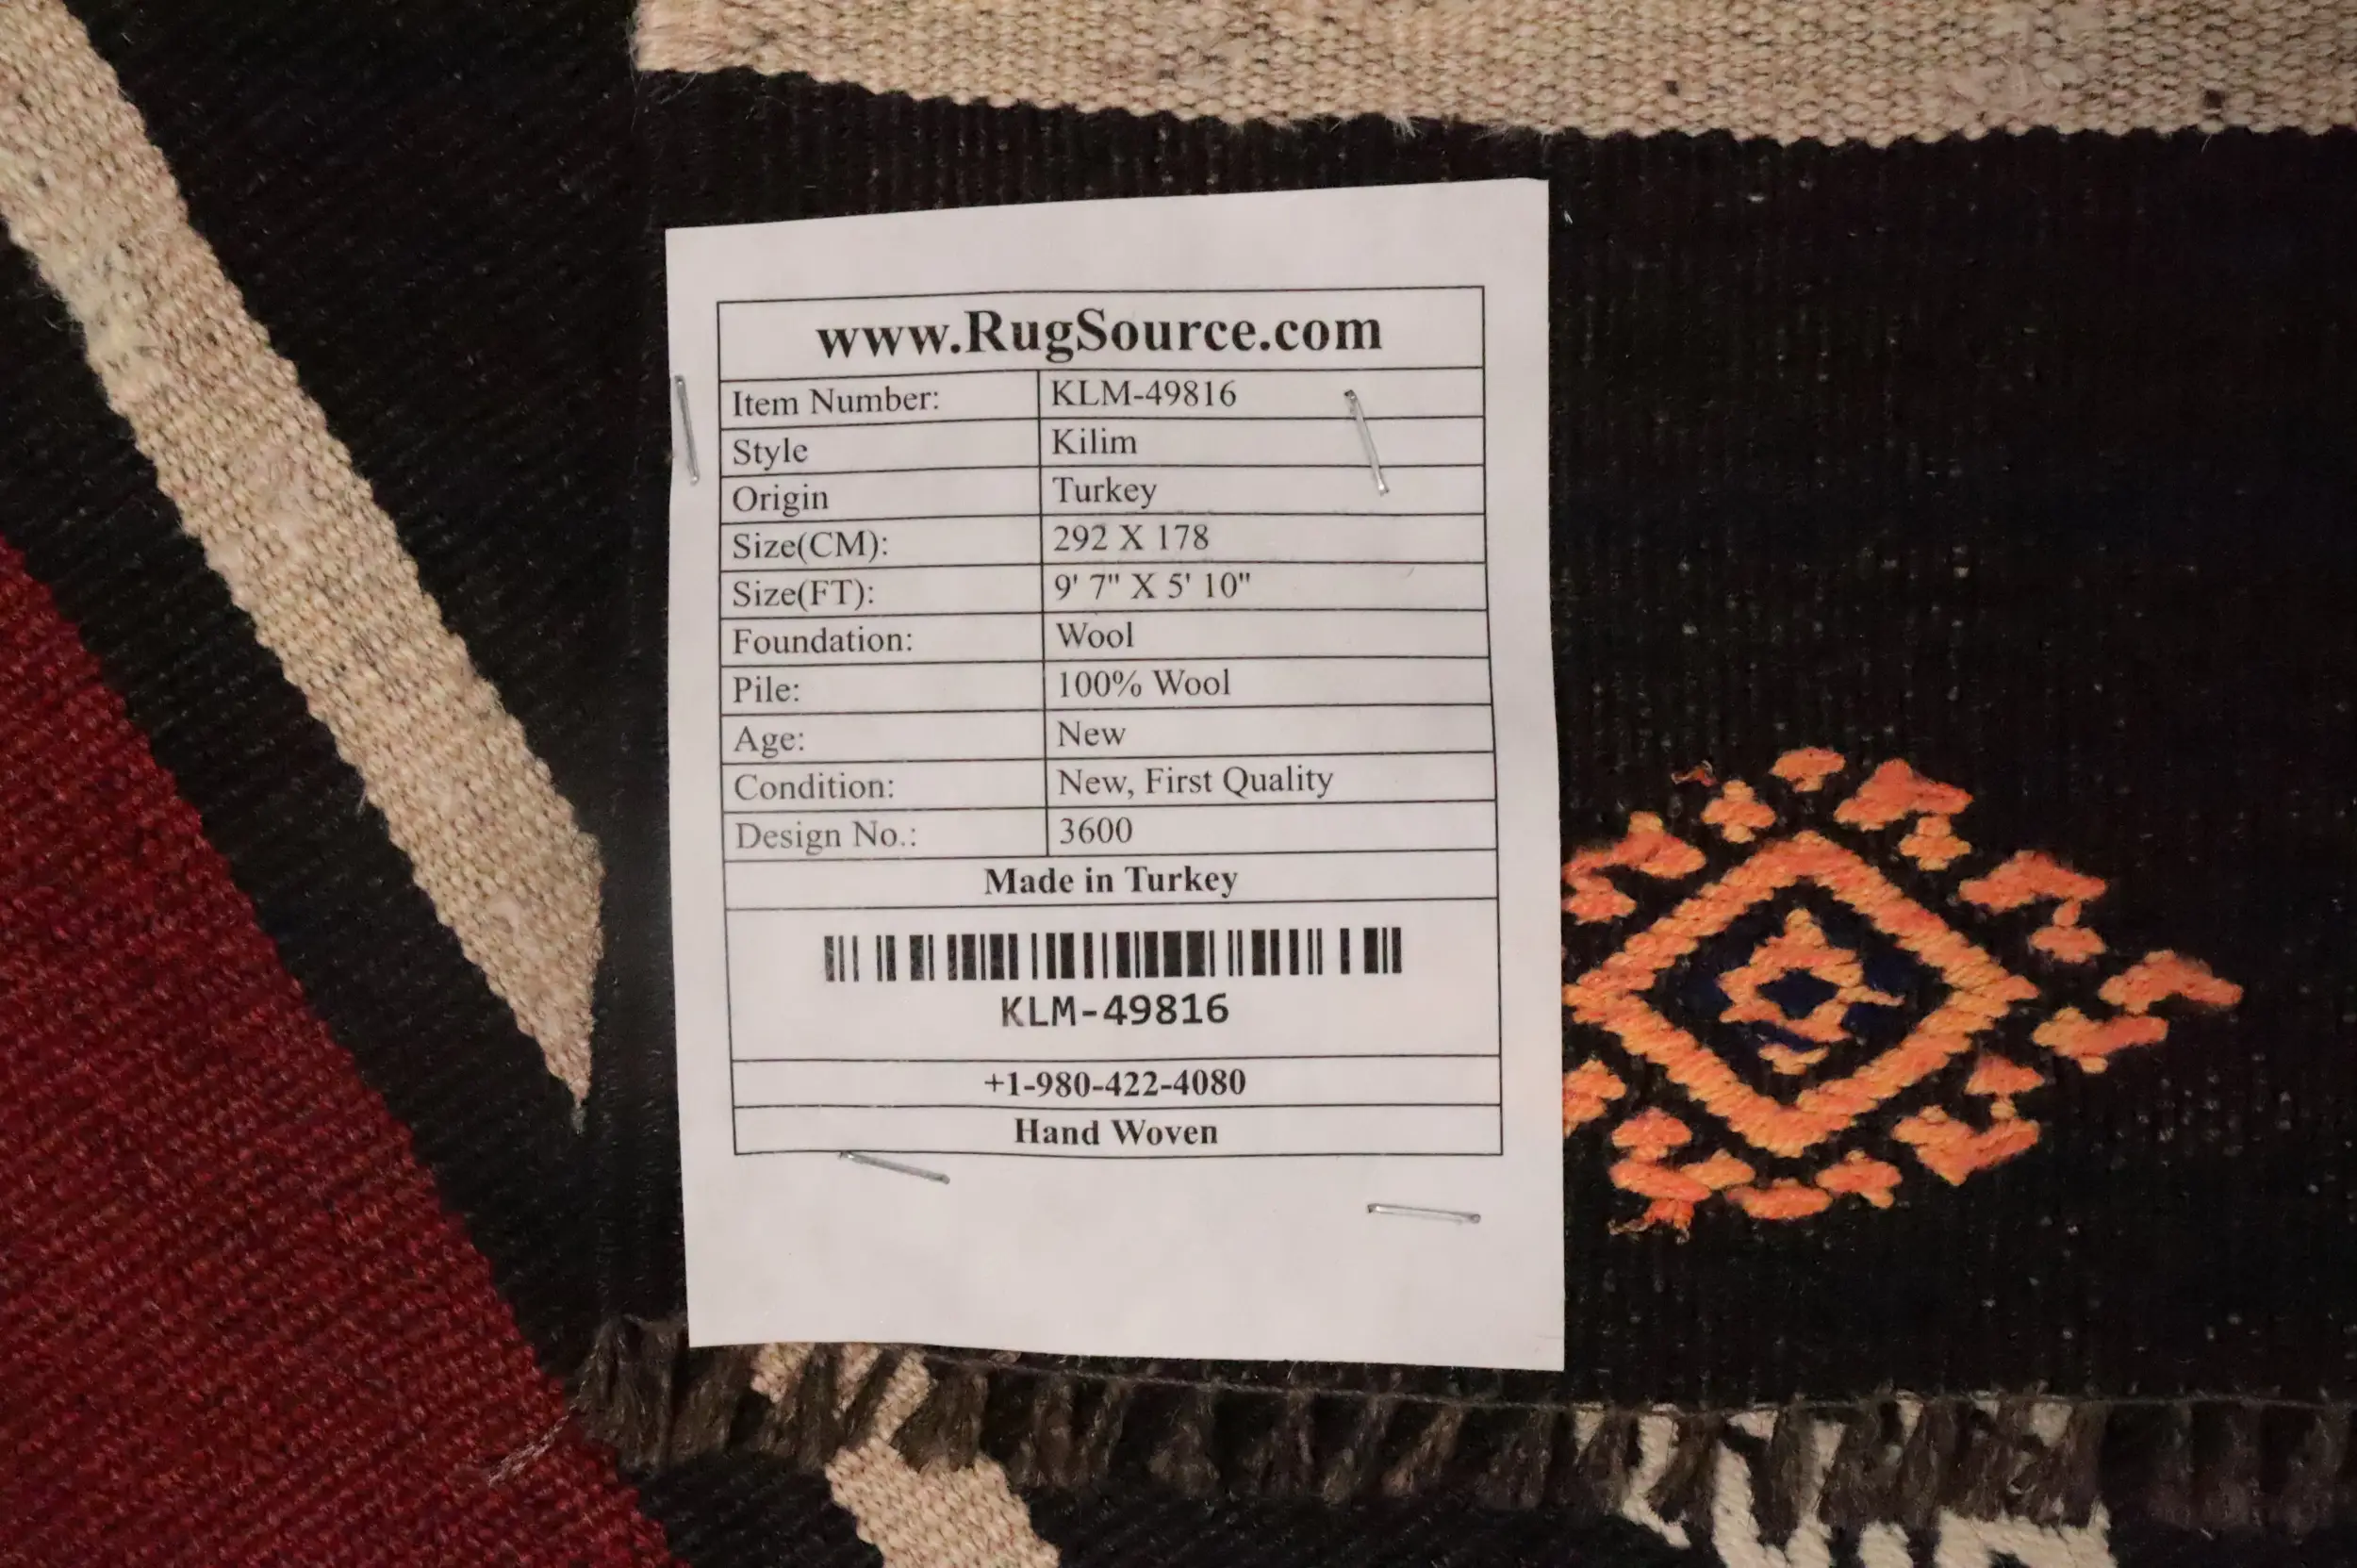 www.RugSource.com
Item Number: KLM-49816
Style Kilim
Origin Turkey
Size(CM): 292 X 178
Size(FT): 9' 7" X 5' 10"
Foundation: Wool
Pile: 100% Wool
Age: New
Condition: New, First Quality
Design No.: 3600
Made in Turkey
KLM-49816
+1-980-422-4080
Hand Woven